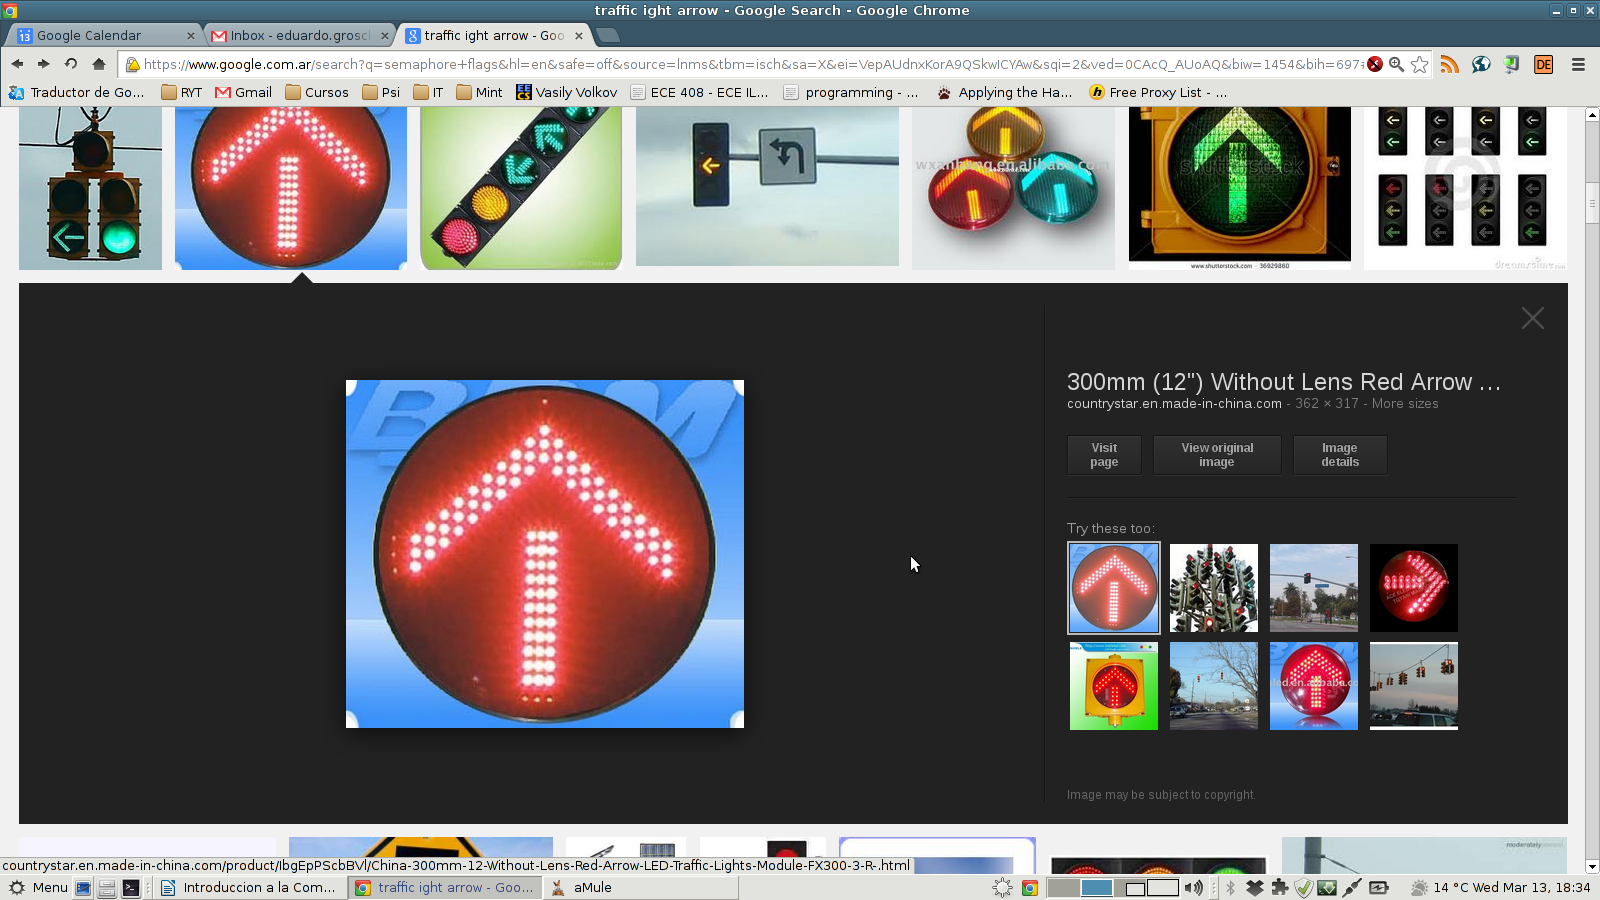 traffic ight arrow - Google Search - Google Chrome
13 Google Calendar
Inbox - eduardo.grosc
traffic ight arrow - Goo
https://www.google.com.ar/search?q=semaphore+flags&hl=en&safe=off&source=lnms&tbm=isch&sa=X&ei=VepAUdnxKorA9QSkwICYAw&sqi=2&ved=0CAcQ_AUoAQ&biw=1454&bih=697
DE
Traductor de Go...
RYT
Gmail
Cursos
Psi
IT
Mint
Vasily Volkov
ECE 408 - ECE IL...
programming - ...
Applying the Ha...
Free Proxy List - ...
wxanbang.en.alibaba.com
shutterstock
www.shutterstock.com · 36929860
dreamstime.com
300mm (12") Without Lens Red Arrow ...
countrystar.en.made-in-china.com - 362 × 317 - More sizes
Visit page
View original image
Image details
Try these too:
Image may be subject to copyright.
countrystar.en.made-in-china.com/product/IbgEpPScbBVl/China-300mm-12-Without-Lens-Red-Arrow-LED-Traffic-Lights-Module-FX300-3-R-.html
Menu
Introduccion a la Com...
traffic ight arrow - Goo...
aMule
14 °C Wed Mar 13, 18:34